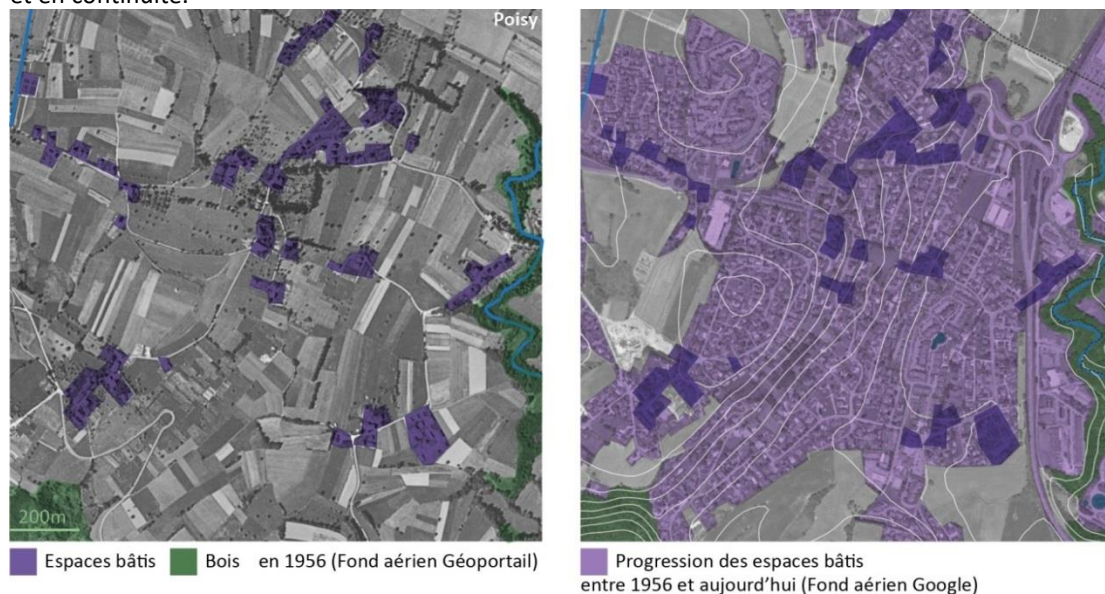 et en continuité.
Poisy
200m
Espaces bâtis
Bois
en 1956 (Fond aérien Géoportail)
Progression des espaces bâtis
entre 1956 et aujourd'hui (Fond aérien Google)